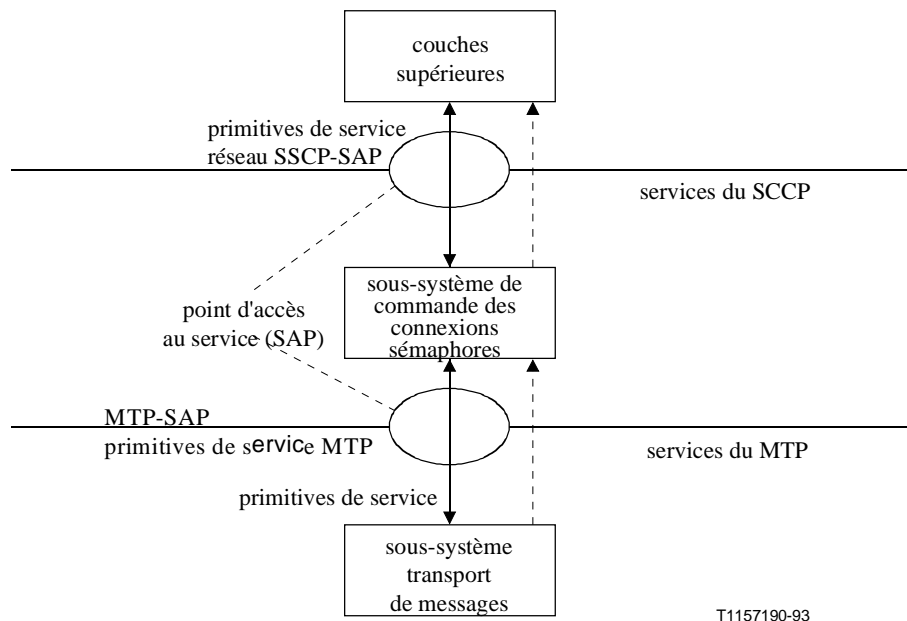 couches
supérieures
primitives de service
réseau SSCP-SAP
services du SCCP
sous-système de
commande des
connexions
sémaphores
point d'accès
au service (SAP)
MTP-SAP
primitives de service MTP
services du MTP
primitives de service
sous-système
transport
de messages
T1157190-93